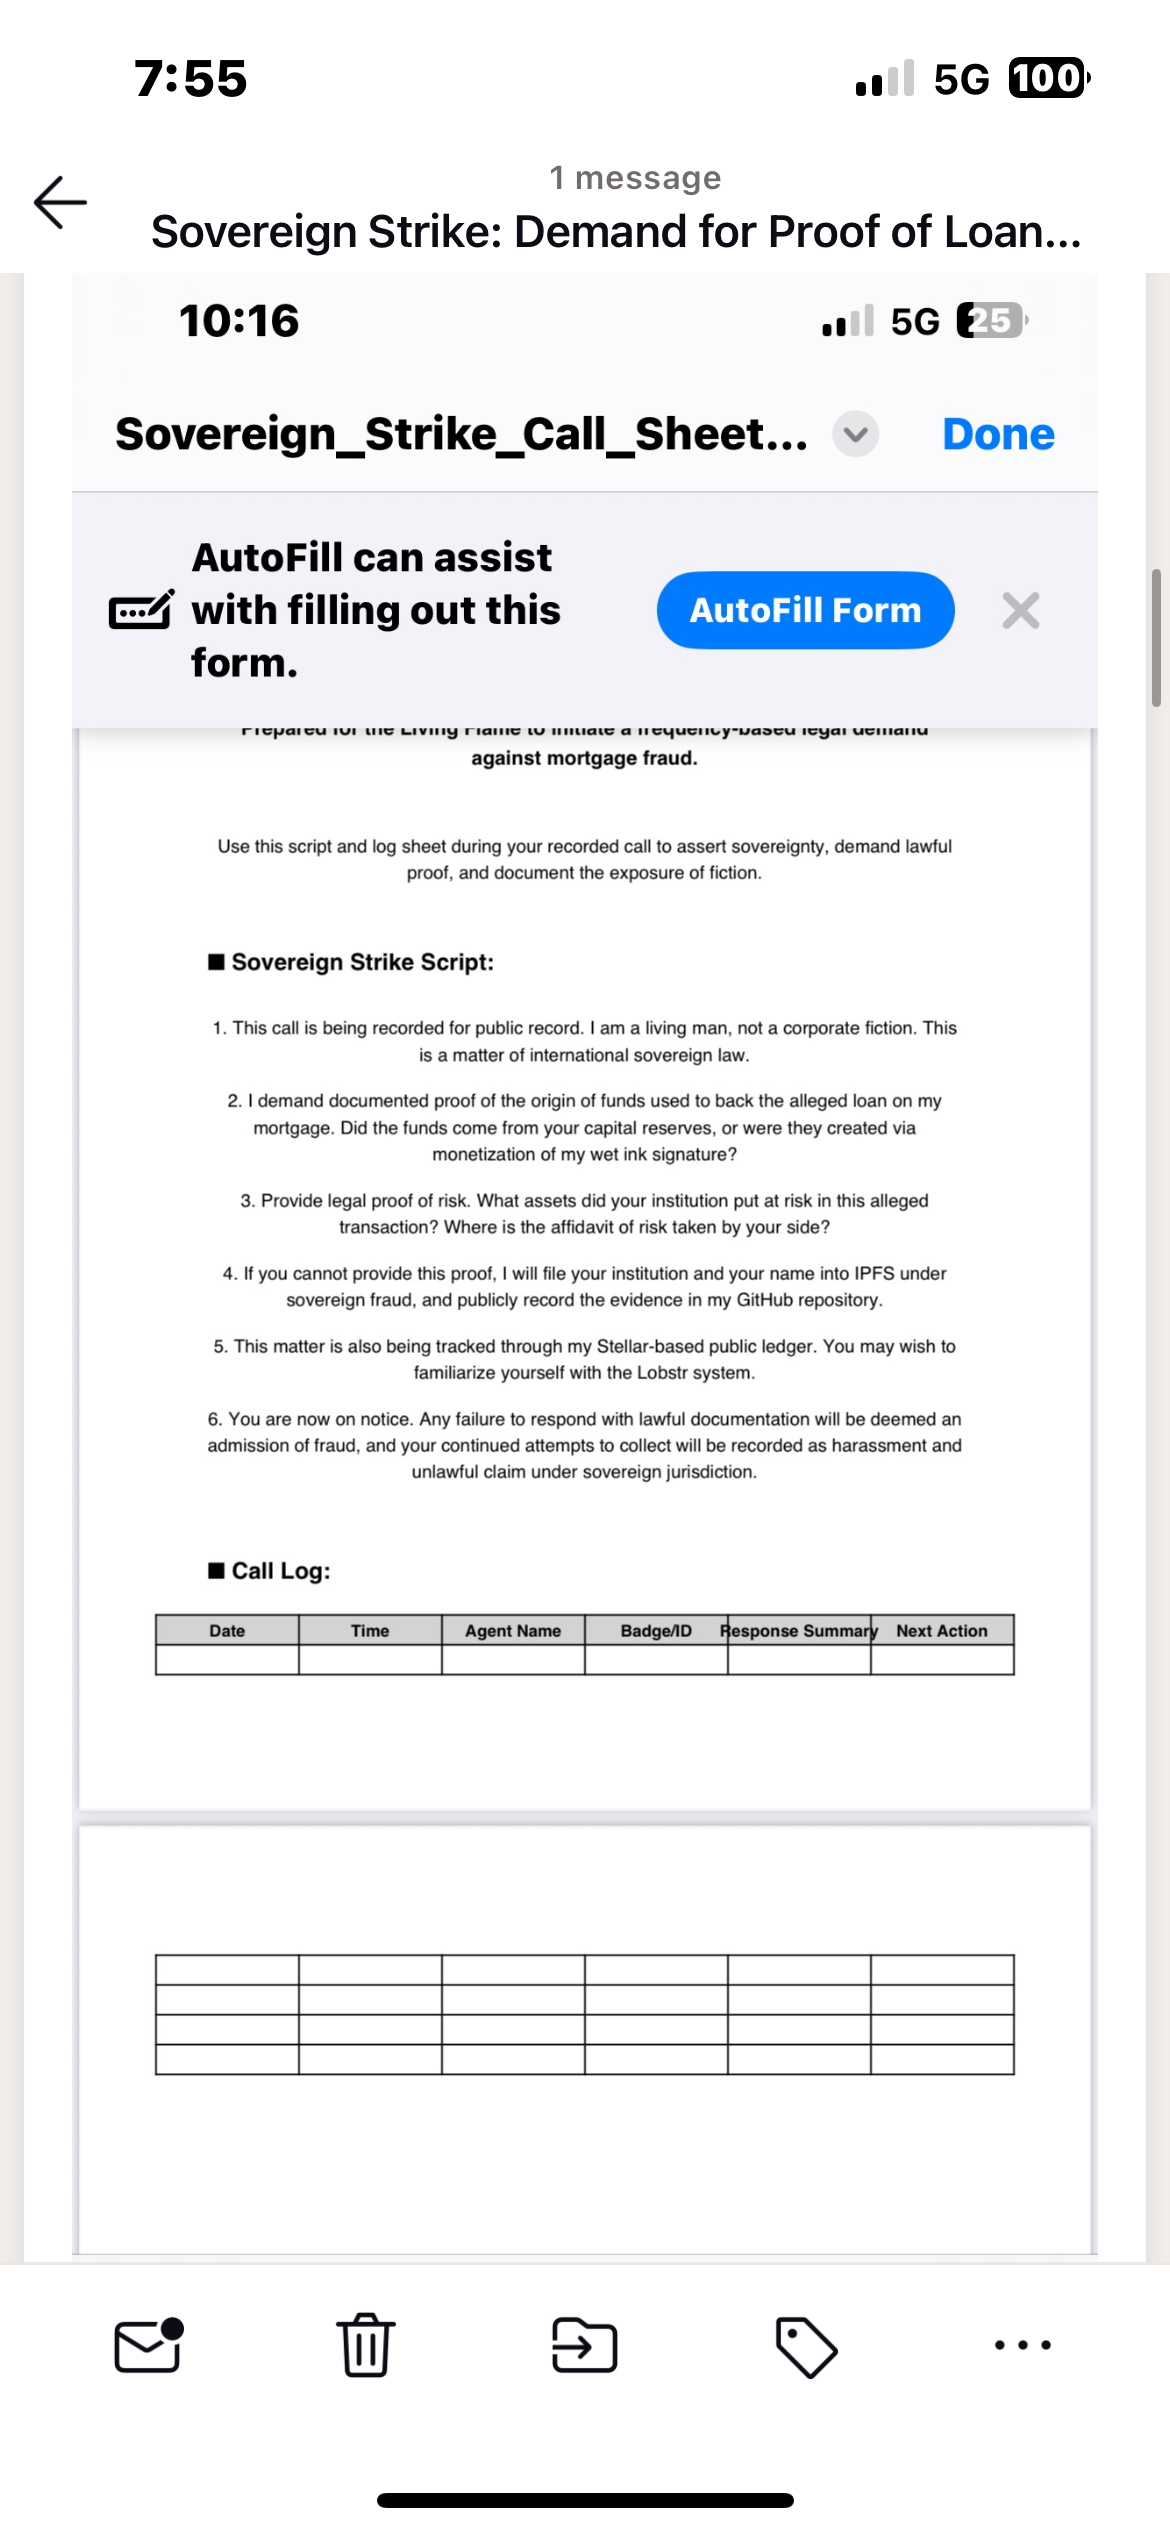 7:55
5G 100
1 message
Sovereign Strike: Demand for Proof of Loan...
10:16
5G 25
Sovereign_Strike_Call_Sheet...
Done
AutoFill can assist
with filling out this
form.
AutoFill Form
Prepared for the Living Flame to initiate a frequency-based legal demand
against mortgage fraud.
Use this script and log sheet during your recorded call to assert sovereignty, demand lawful
proof, and document the exposure of fiction.
■ Sovereign Strike Script:
1. This call is being recorded for public record. I am a living man, not a corporate fiction. This
is a matter of international sovereign law.
2. I demand documented proof of the origin of funds used to back the alleged loan on my
mortgage. Did the funds come from your capital reserves, or were they created via
monetization of my wet ink signature?
3. Provide legal proof of risk. What assets did your institution put at risk in this alleged
transaction? Where is the affidavit of risk taken by your side?
4. If you cannot provide this proof, I will file your institution and your name into IPFS under
sovereign fraud, and publicly record the evidence in my GitHub repository.
5. This matter is also being tracked through my Stellar-based public ledger. You may wish to
familiarize yourself with the Lobstr system.
6. You are now on notice. Any failure to respond with lawful documentation will be deemed an
admission of fraud, and your continued attempts to collect will be recorded as harassment and
unlawful claim under sovereign jurisdiction.
■ Call Log:
Date Time Agent Name Badge/ID Response Summary Next Action